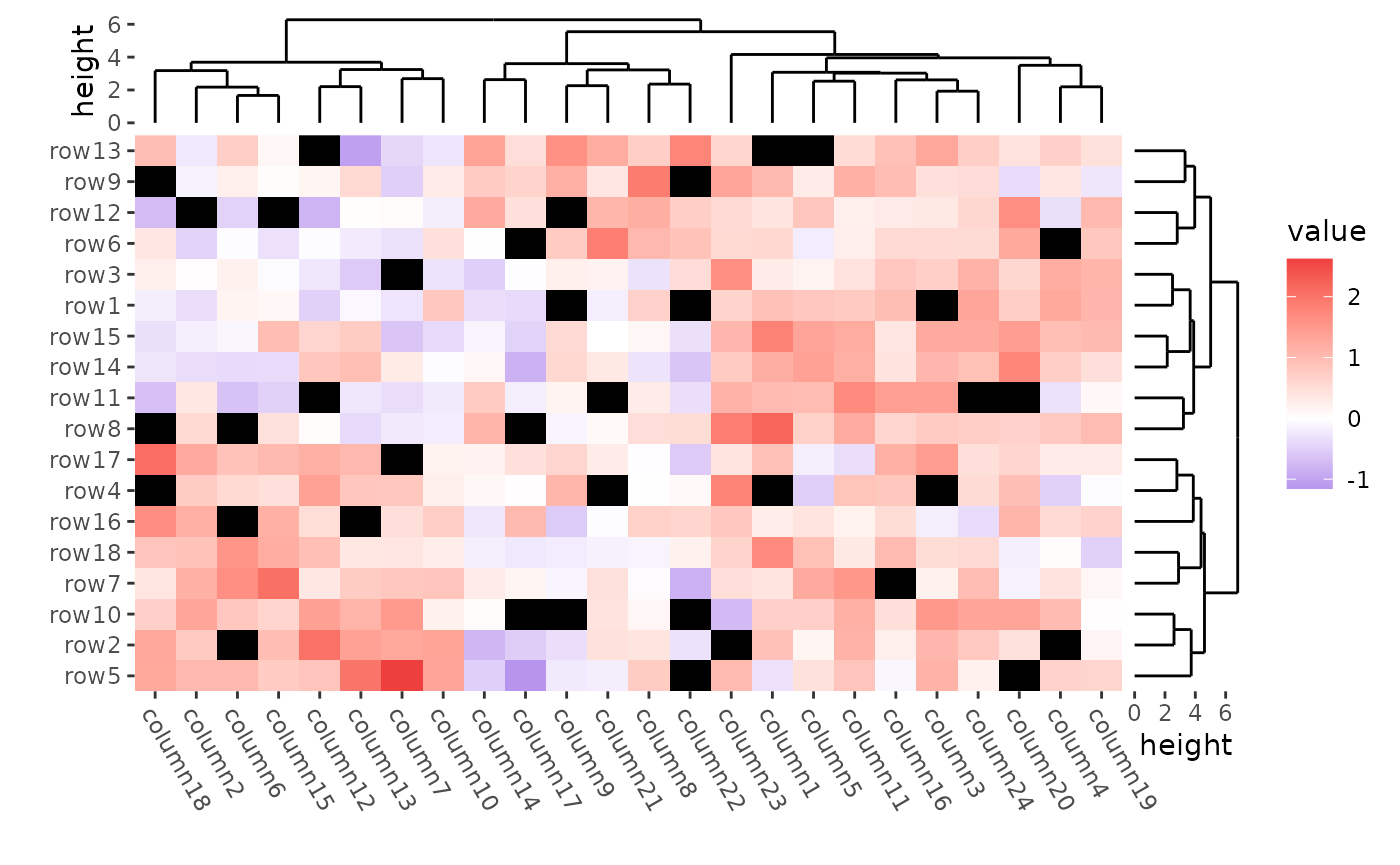 height
6
4
2
0
row13
row9
row12
row6
row3
row1
row15
row14
row11
row8
row17
row4
row16
row18
row7
row10
row2
row5
value
2
1
0
-1
column18
column2
column6
column15
column12
column13
column7
column10
column14
column17
column9
column21
column8
column22
column23
column1
column5
column11
column16
column3
column24
column20
column4
column19
0 2 4 6
height